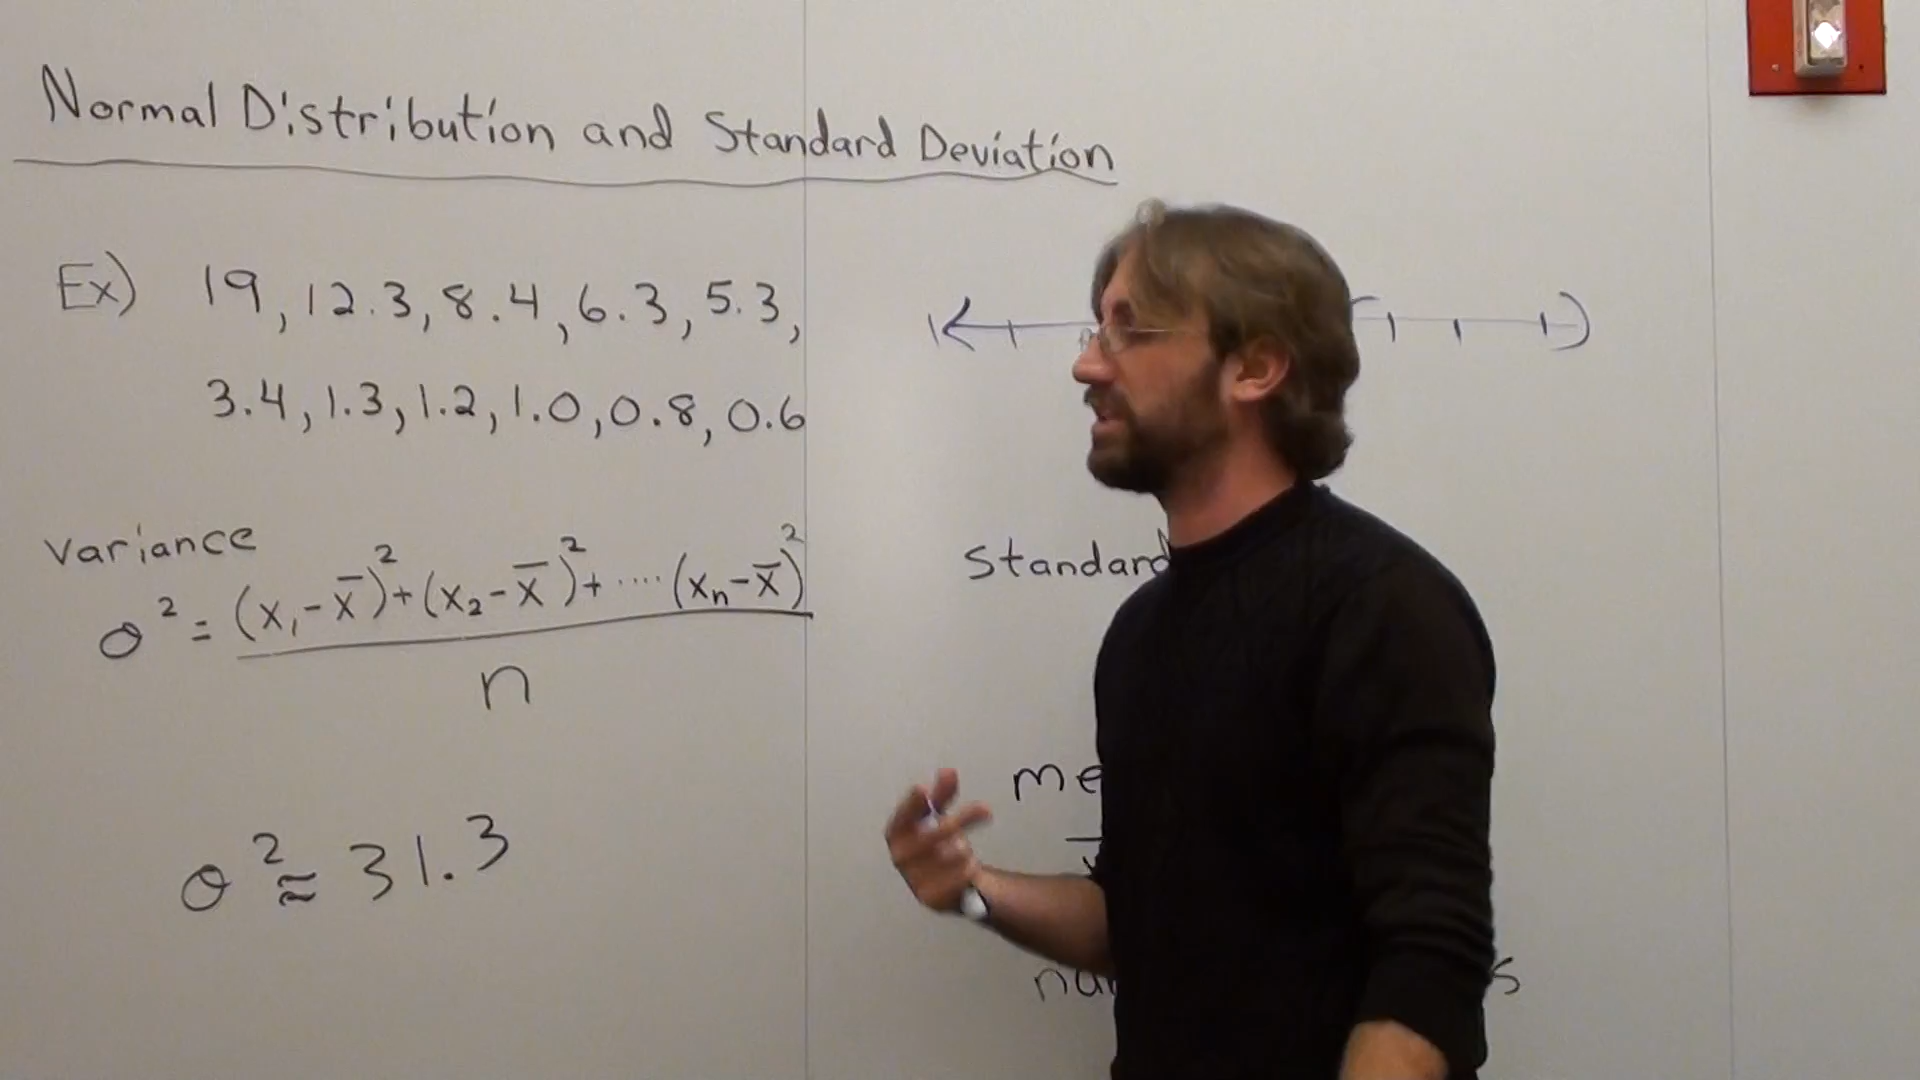 Normal Distribution and Standard Deviation
Ex) 19, 12.3, 8.4, 6.3, 5.3,
3.4, 1.3, 1.2, 1.0, 0.8, 0.6
variance
σ² = (x₁-x̄)²+(x₂-x̄)²+ ···· (xₙ-x̄)²
n
σ² ≈ 31.3
Standard